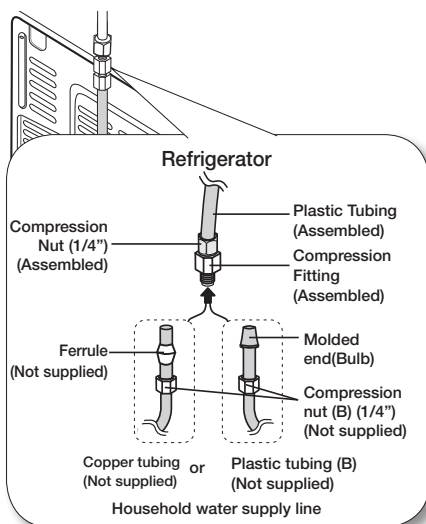 Refrigerator
Compression
Nut (1/4”)
(Assembled)
Plastic Tubing
(Assembled)
Compression
Fitting
(Assembled)
Ferrule
(Not supplied)
Molded
end(Bulb)
Compression
nut (B) (1/4”)
(Not supplied)
Copper tubing
(Not supplied)
or
Plastic tubing (B)
(Not supplied)
Household water supply line